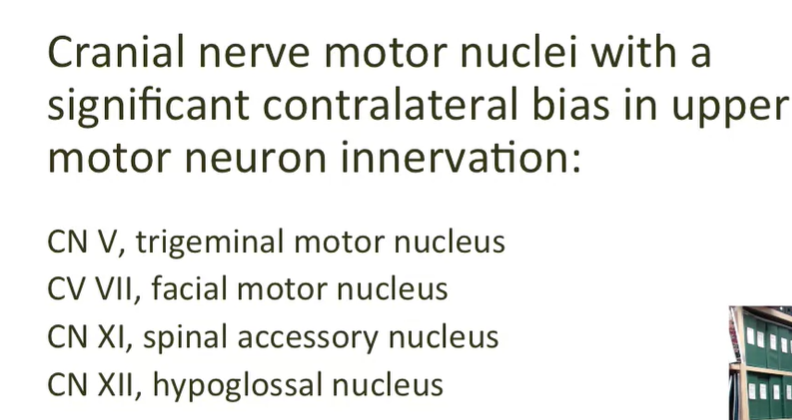 Cranial nerve motor nuclei with a
significant contralateral bias in upper
motor neuron innervation:
CN V, trigeminal motor nucleus
CV VII, facial motor nucleus
CN XI, spinal accessory nucleus
CN XII, hypoglossal nucleus